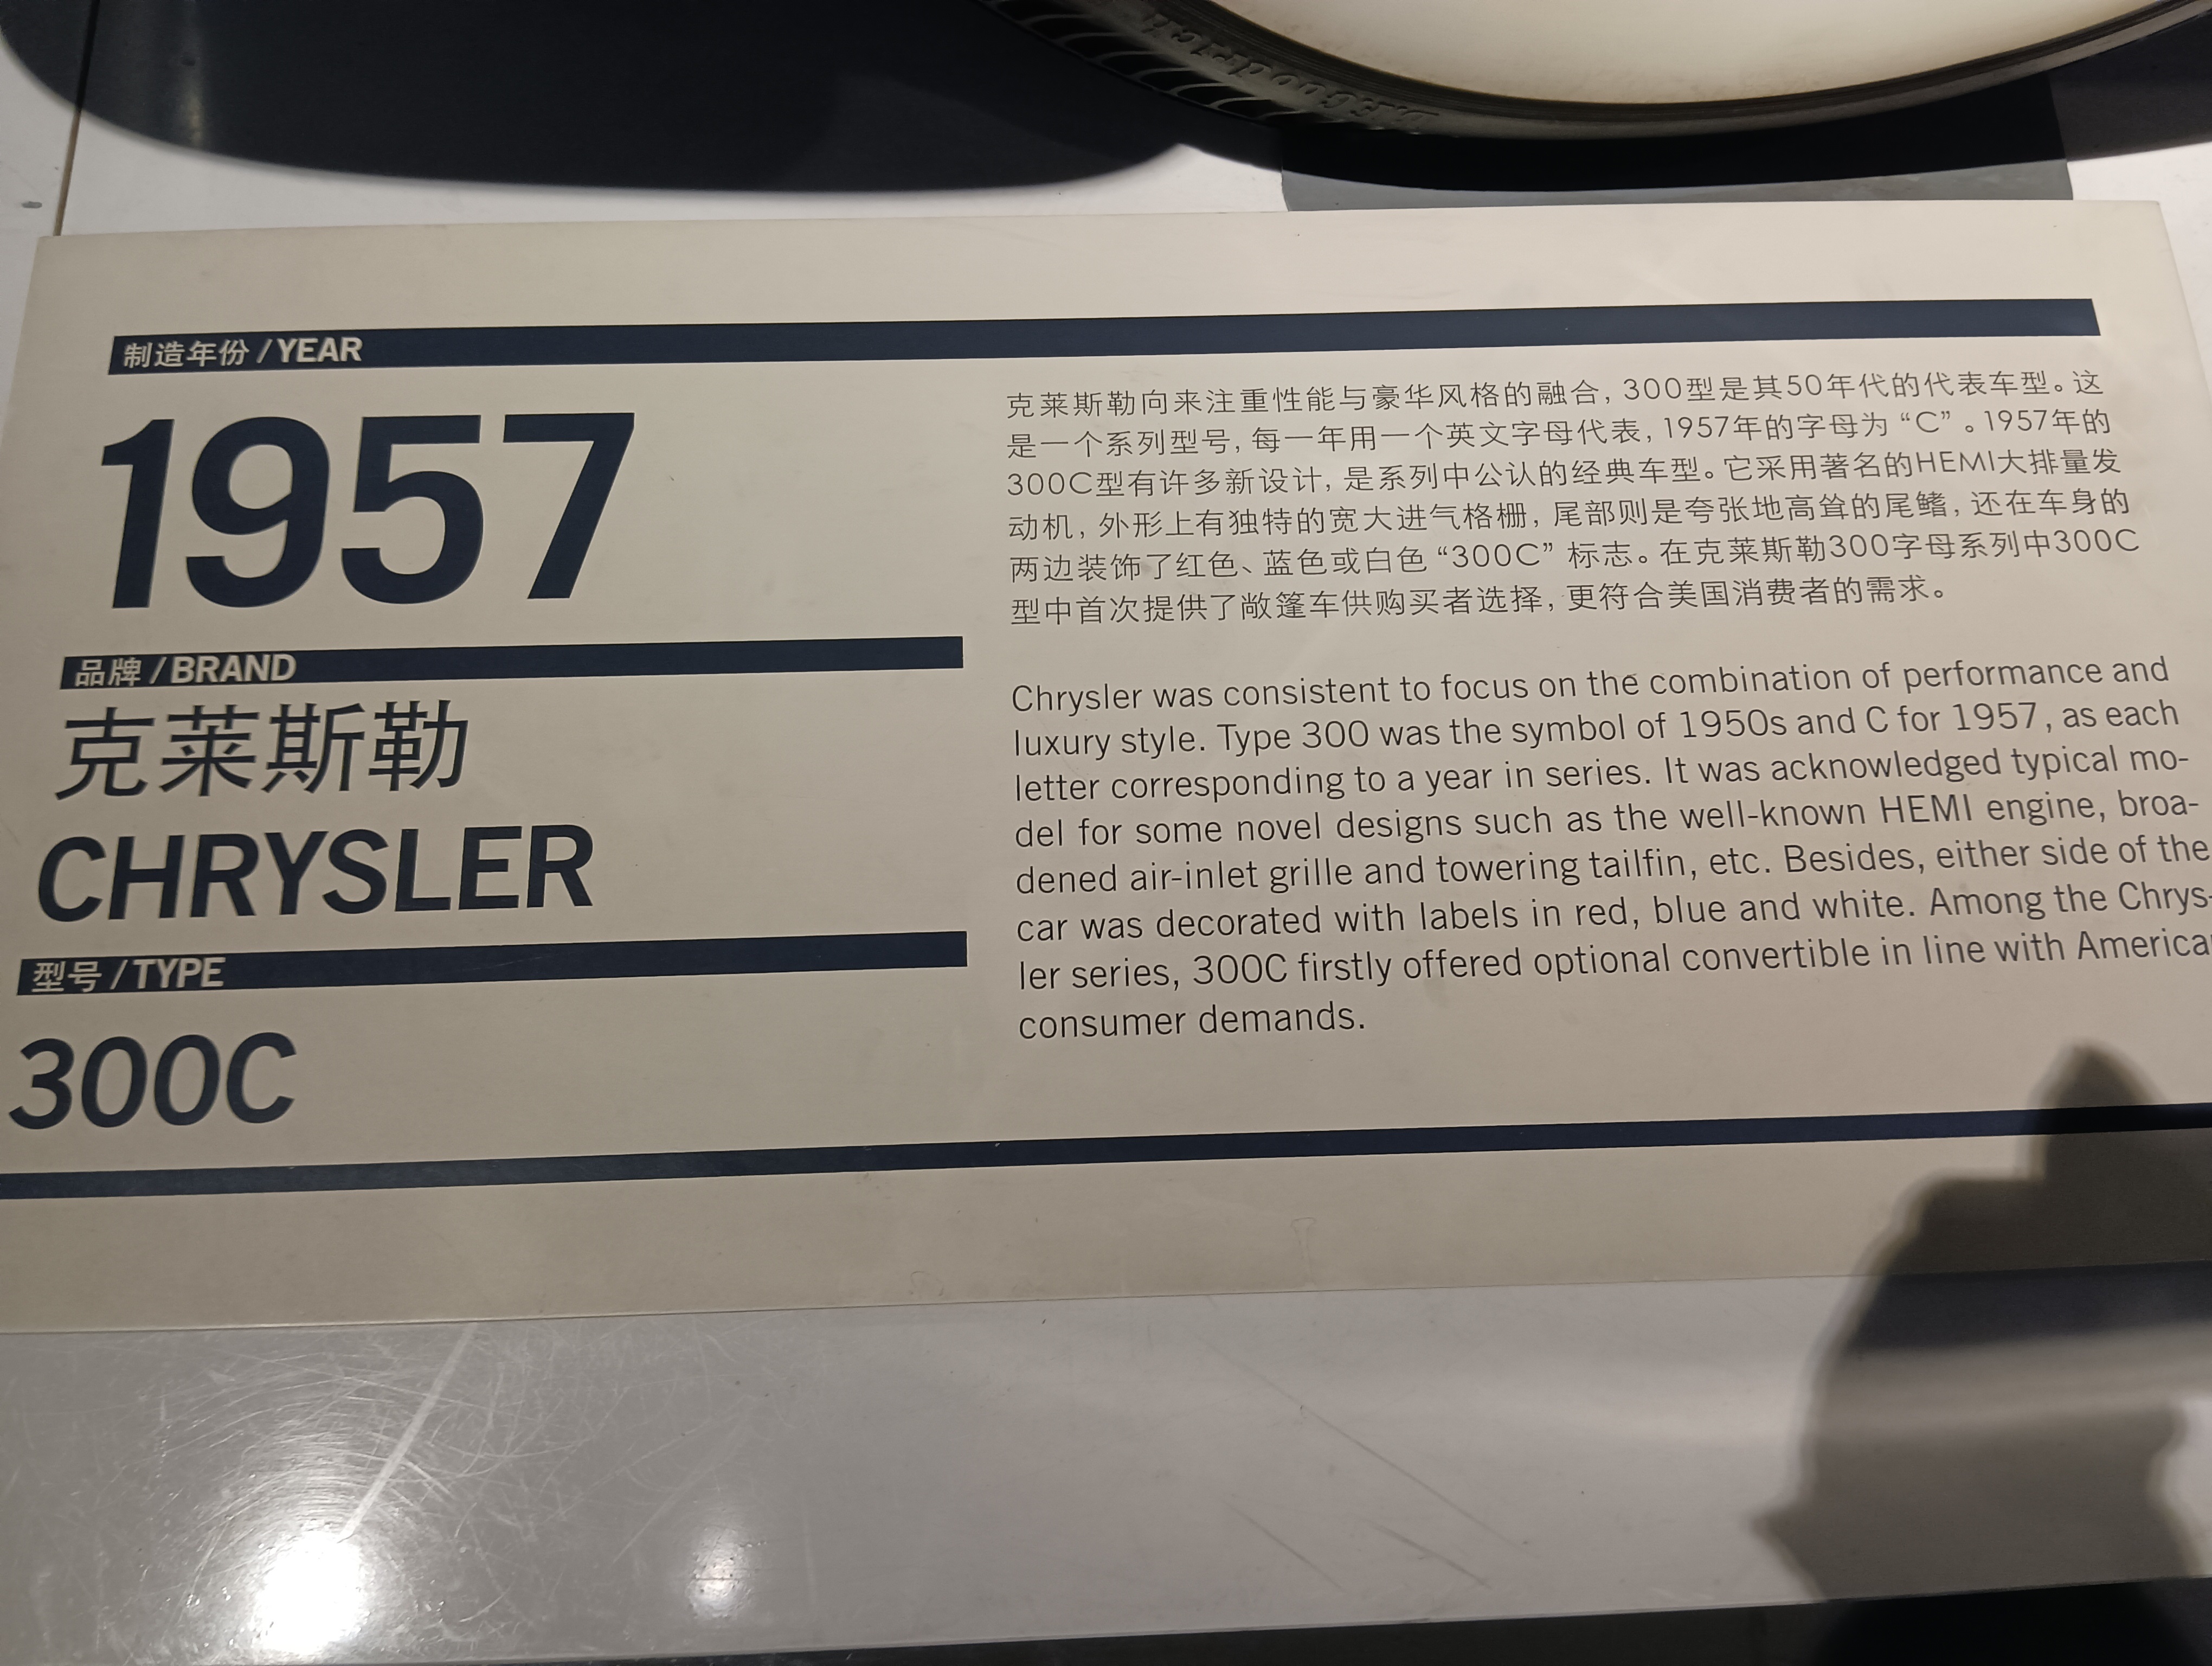 B.F.Goodrich
制造年份 / YEAR
1957
品牌 / BRAND
克莱斯勒
CHRYSLER
型号 / TYPE
300C
克莱斯勒向来注重性能与豪华风格的融合，300型是其50年代的代表车型。这
是一个系列型号，每一年用一个英文字母代表，1957年的字母为“C”。1957年的
300C型有许多新设计，是系列中公认的经典车型。它采用著名的HEMI大排量发
动机，外形上有独特的宽大进气格栅，尾部则是夸张地高耸的尾鳍，还在车身的
两边装饰了红色、蓝色或白色“300C”标志。在克莱斯勒300字母系列中300C
型中首次提供了敞篷车供购买者选择，更符合美国消费者的需求。
Chrysler was consistent to focus on the combination of performance and
luxury style. Type 300 was the symbol of 1950s and C for 1957, as each
letter corresponding to a year in series. It was acknowledged typical mo-
del for some novel designs such as the well-known HEMI engine, broa-
dened air-inlet grille and towering tailfin, etc. Besides, either side of the
car was decorated with labels in red, blue and white. Among the Chrys-
ler series, 300C firstly offered optional convertible in line with America
consumer demands.